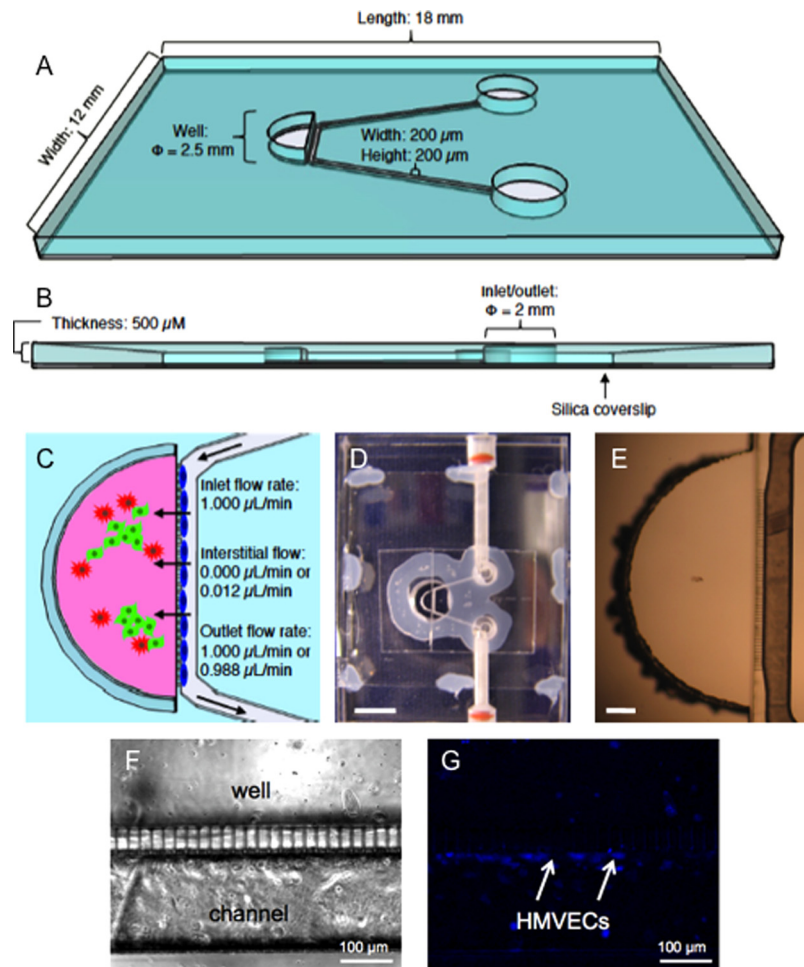 Length: 18 mm
A
Width: 12 mm
Well:
Φ = 2.5 mm
Width: 200 µm
Height: 200 µm
B
Inlet/outlet:
Φ = 2 mm
Thickness: 500 µM
Silica coverslip
C
Inlet flow rate:
1.000 µL/min
Interstitial flow:
0.000 µL/min or
0.012 µL/min
Outlet flow rate:
1.000 µL/min or
0.988 µL/min
D
E
F
well
channel
100 µm
G
HMVECs
100 µm